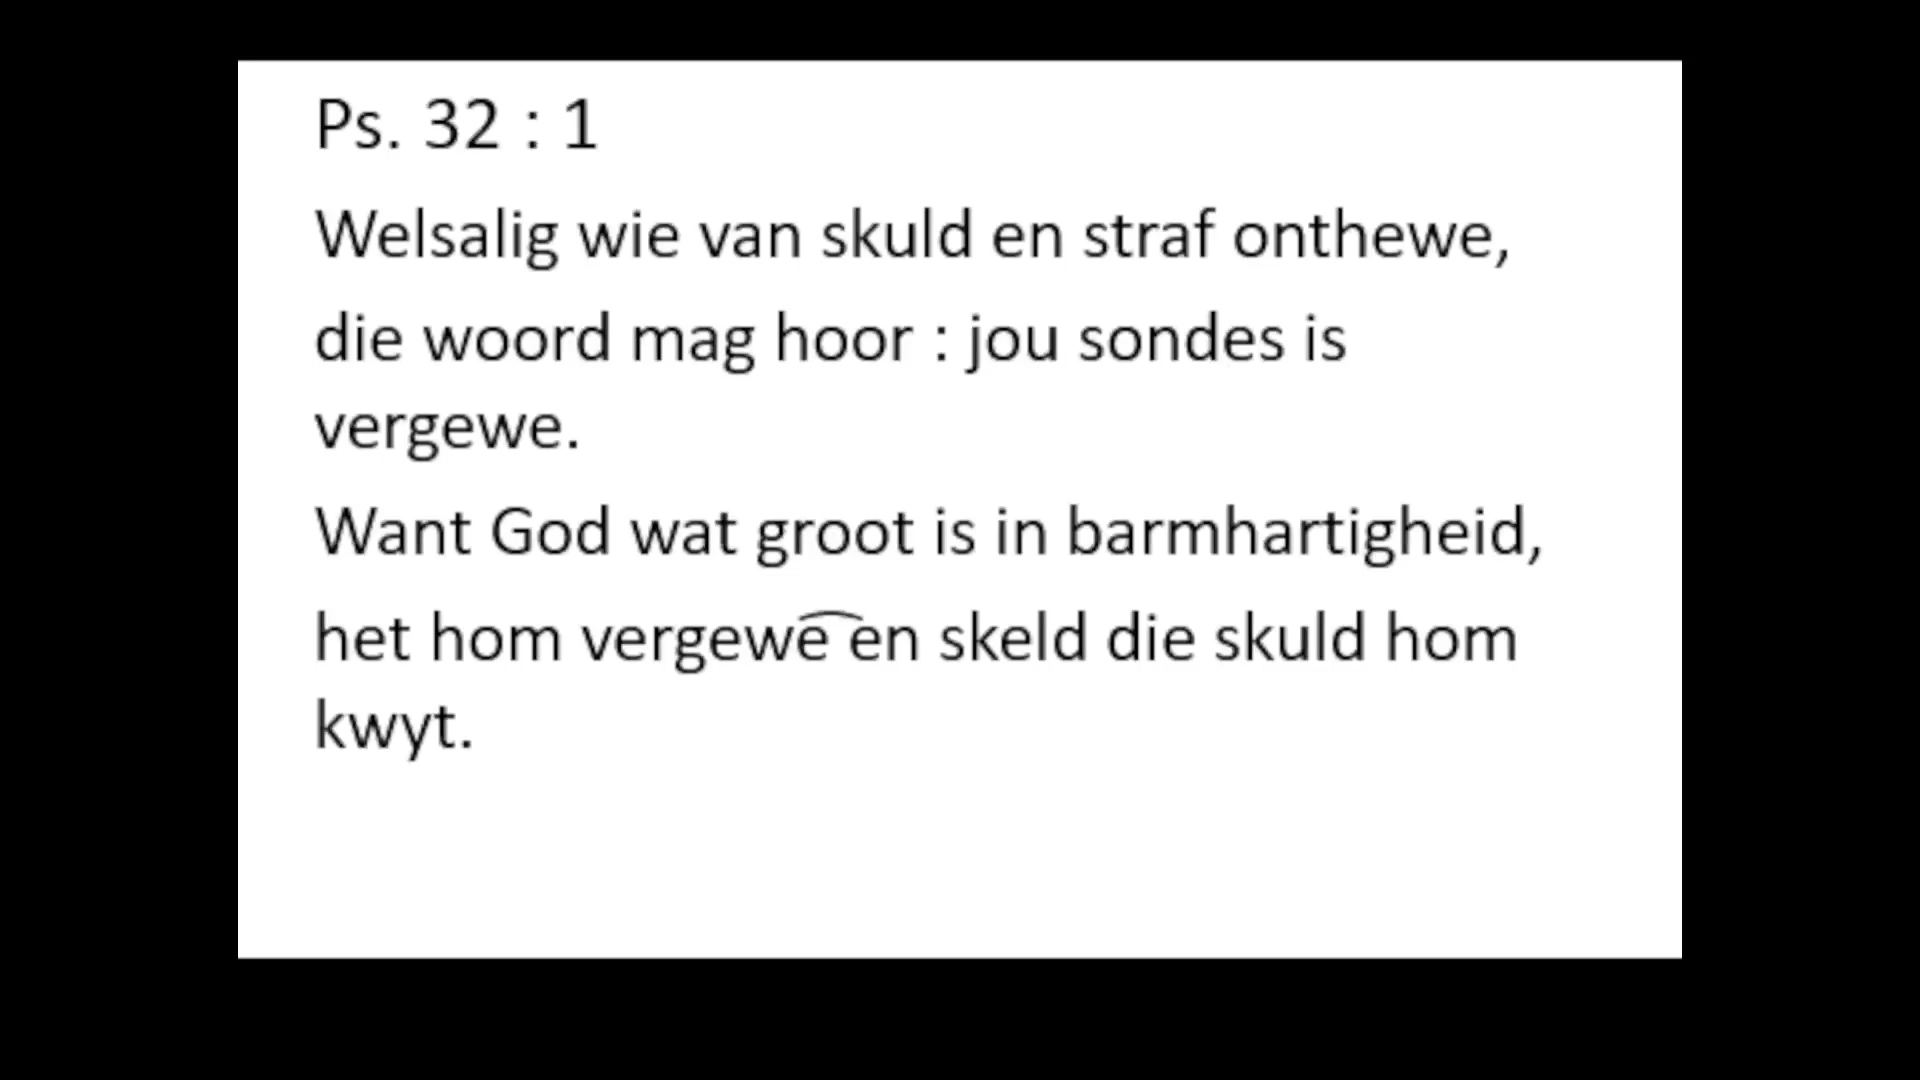 Ps. 32 : 1
Welsalig wie van skuld en straf onthewe,
die woord mag hoor : jou sondes is
vergewe.
Want God wat groot is in barmhartigheid,
het hom vergewe͡ en skeld die skuld hom
kwyt.